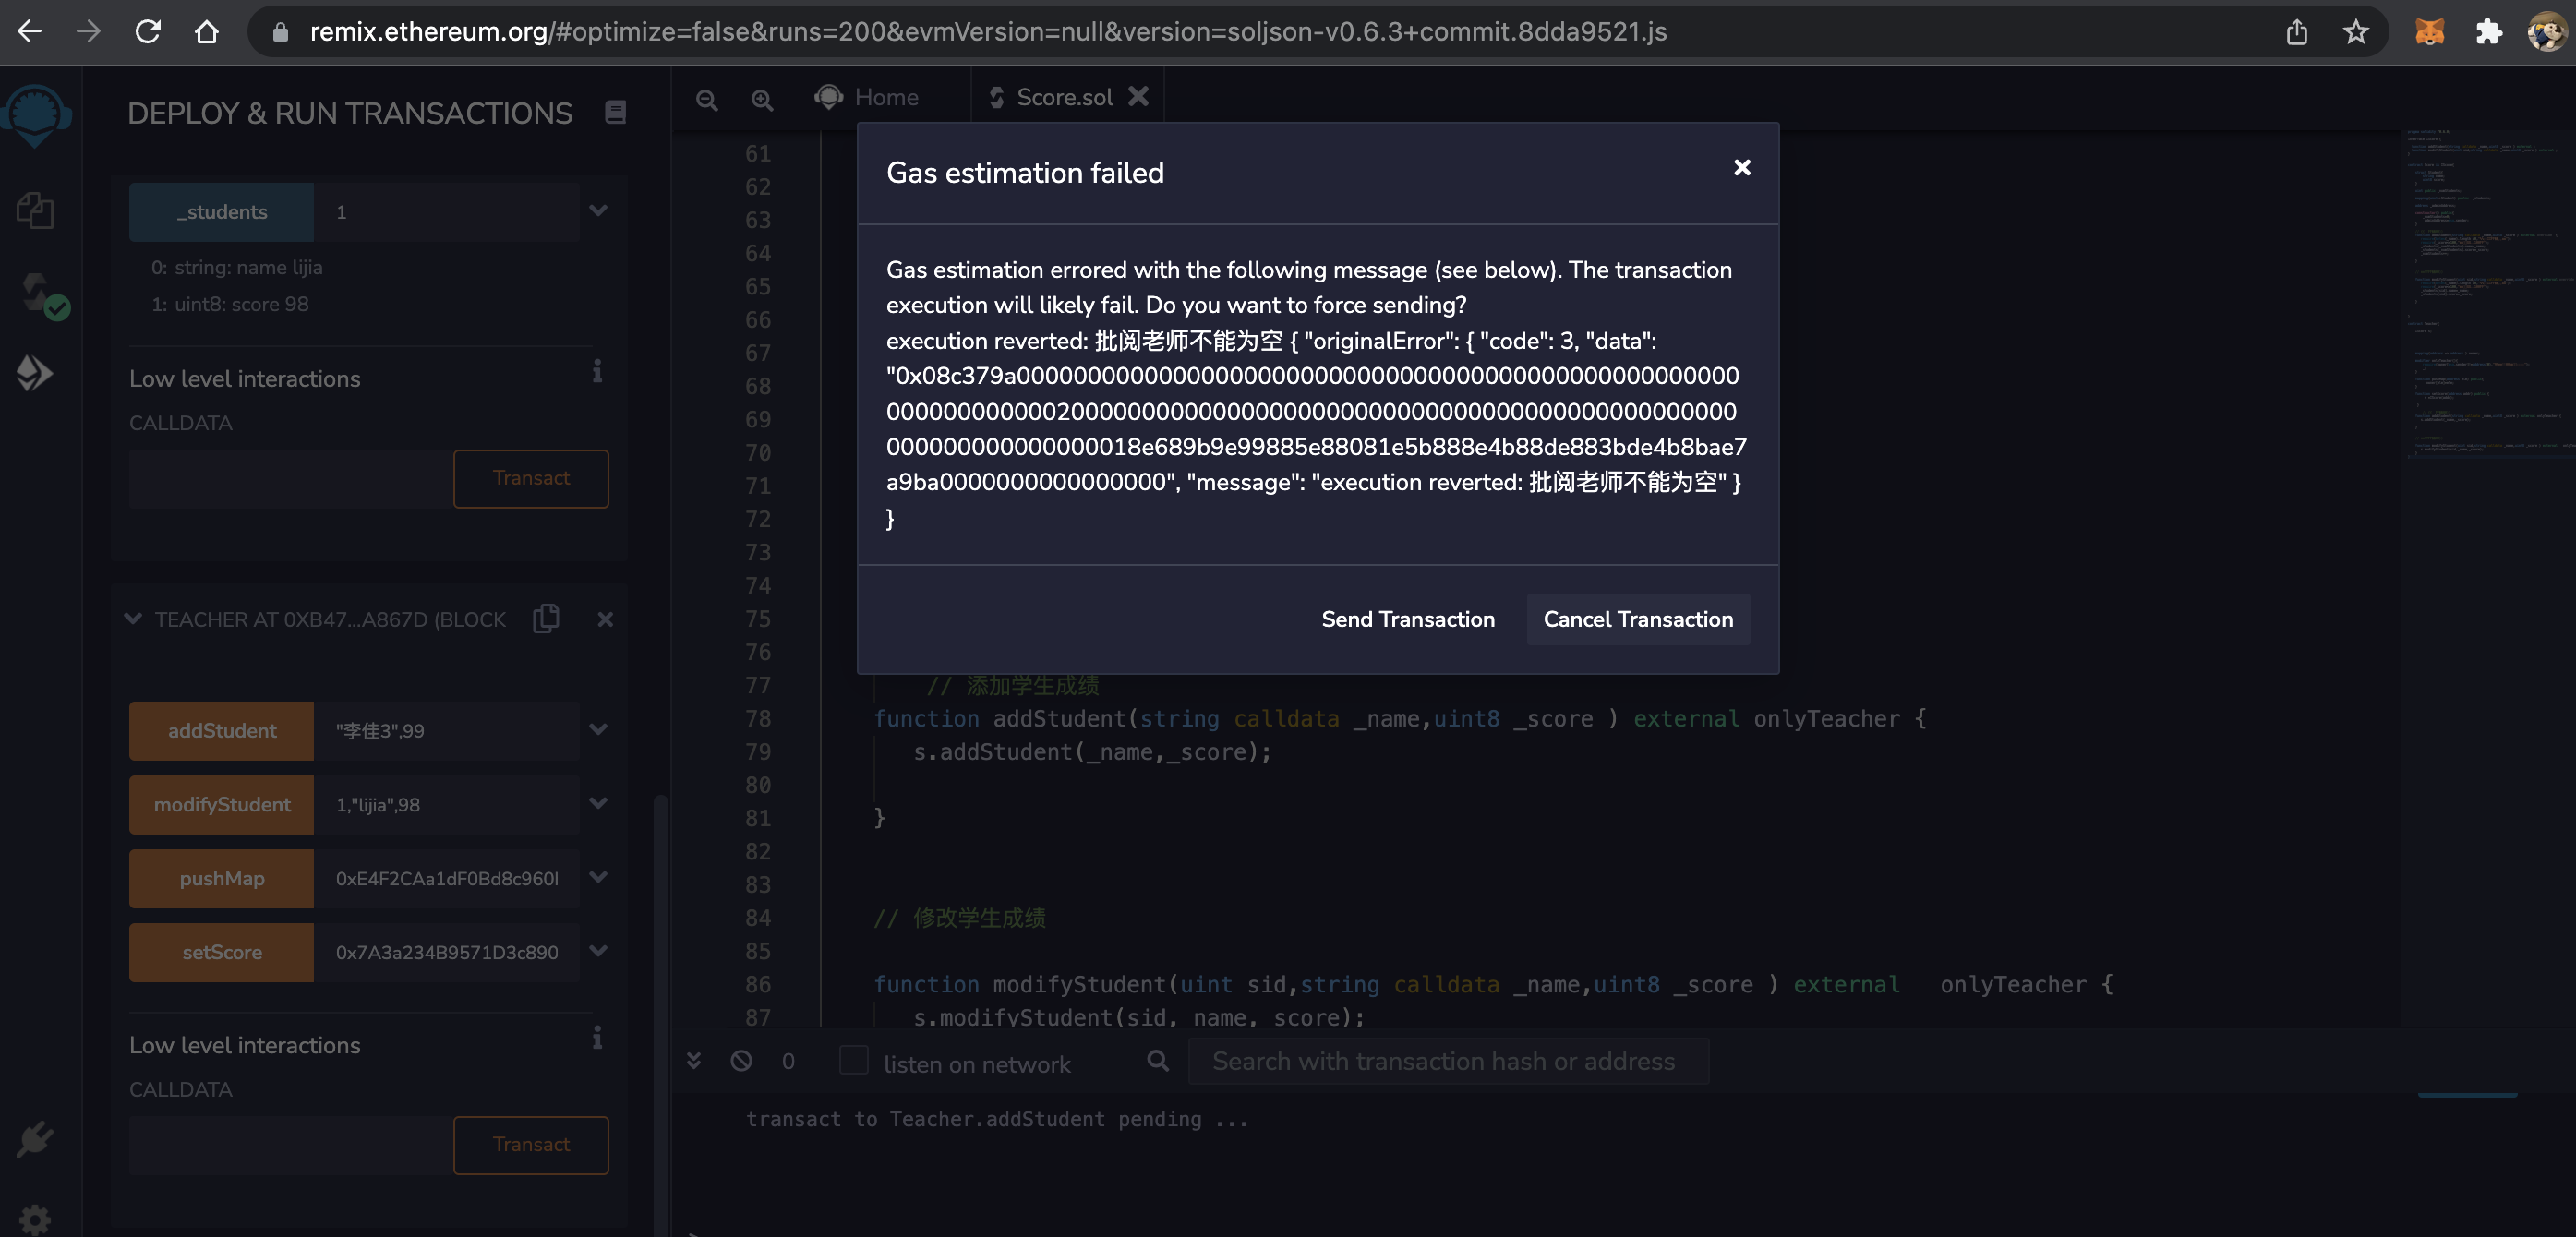 remix.ethereum.org/#optimize=false&runs=200&evmVersion=null&version=soljson-v0.6.3+commit.8dda9521.js
DEPLOY & RUN TRANSACTIONS
Home
Score.sol
_students
1
0: string: name lijia
1: uint8: score 98
Low level interactions
CALLDATA
Transact
TEACHER AT 0XB47...A867D (BLOCK
addStudent
"李佳3",99
modifyStudent
1,"lijia",98
pushMap
0xE4F2CAa1dF0Bd8c960
setScore
0x7A3a234B9571D3c890
Low level interactions
CALLDATA
Transact
Gas estimation failed
Gas estimation errored with the following message (see below). The transaction
execution will likely fail. Do you want to force sending?
execution reverted: 批阅老师不能为空 { "originalError": { "code": 3, "data":
"0x08c379a000000000000000000000000000000000000000000000000000
00000000000020000000000000000000000000000000000000000000000
000000000000000018e689b9e99885e88081e5b888e4b88de883bde4b8bae7
a9ba0000000000000000", "message": "execution reverted: 批阅老师不能为空" }
}
Send Transaction
Cancel Transaction
61
62
63
64
65
66
67
68
69
70
71
72
73
74
75
76
77 // 添加学生成绩
78 function addStudent(string calldata _name,uint8 _score ) external onlyTeacher {
79 s.addStudent(_name,_score);
80
81 }
82
83
84 // 修改学生成绩
85
86 function modifyStudent(uint sid,string calldata _name,uint8 _score ) external onlyTeacher {
87 s.modifyStudent(sid,_name,_score);
0
listen on network
Search with transaction hash or address
transact to Teacher.addStudent pending ...